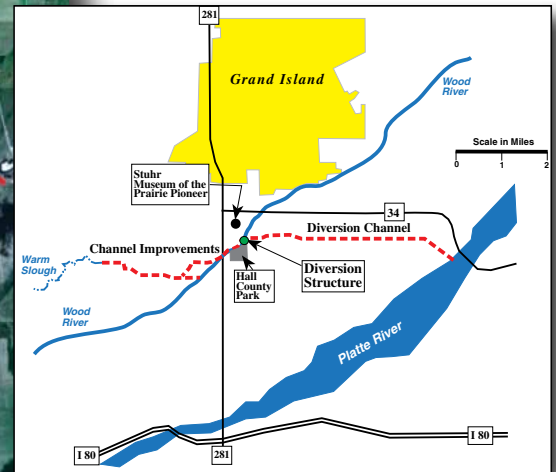 281
Grand Island
Wood
River
Scale in Miles
0 1 2
Stuhr
Museum of the
Prairie Pioneer
34
Channel Improvements
Diversion Channel
Warm
Slough
Hall
County
Park
Diversion
Structure
Wood
River
Platte River
I 80
281
I 80